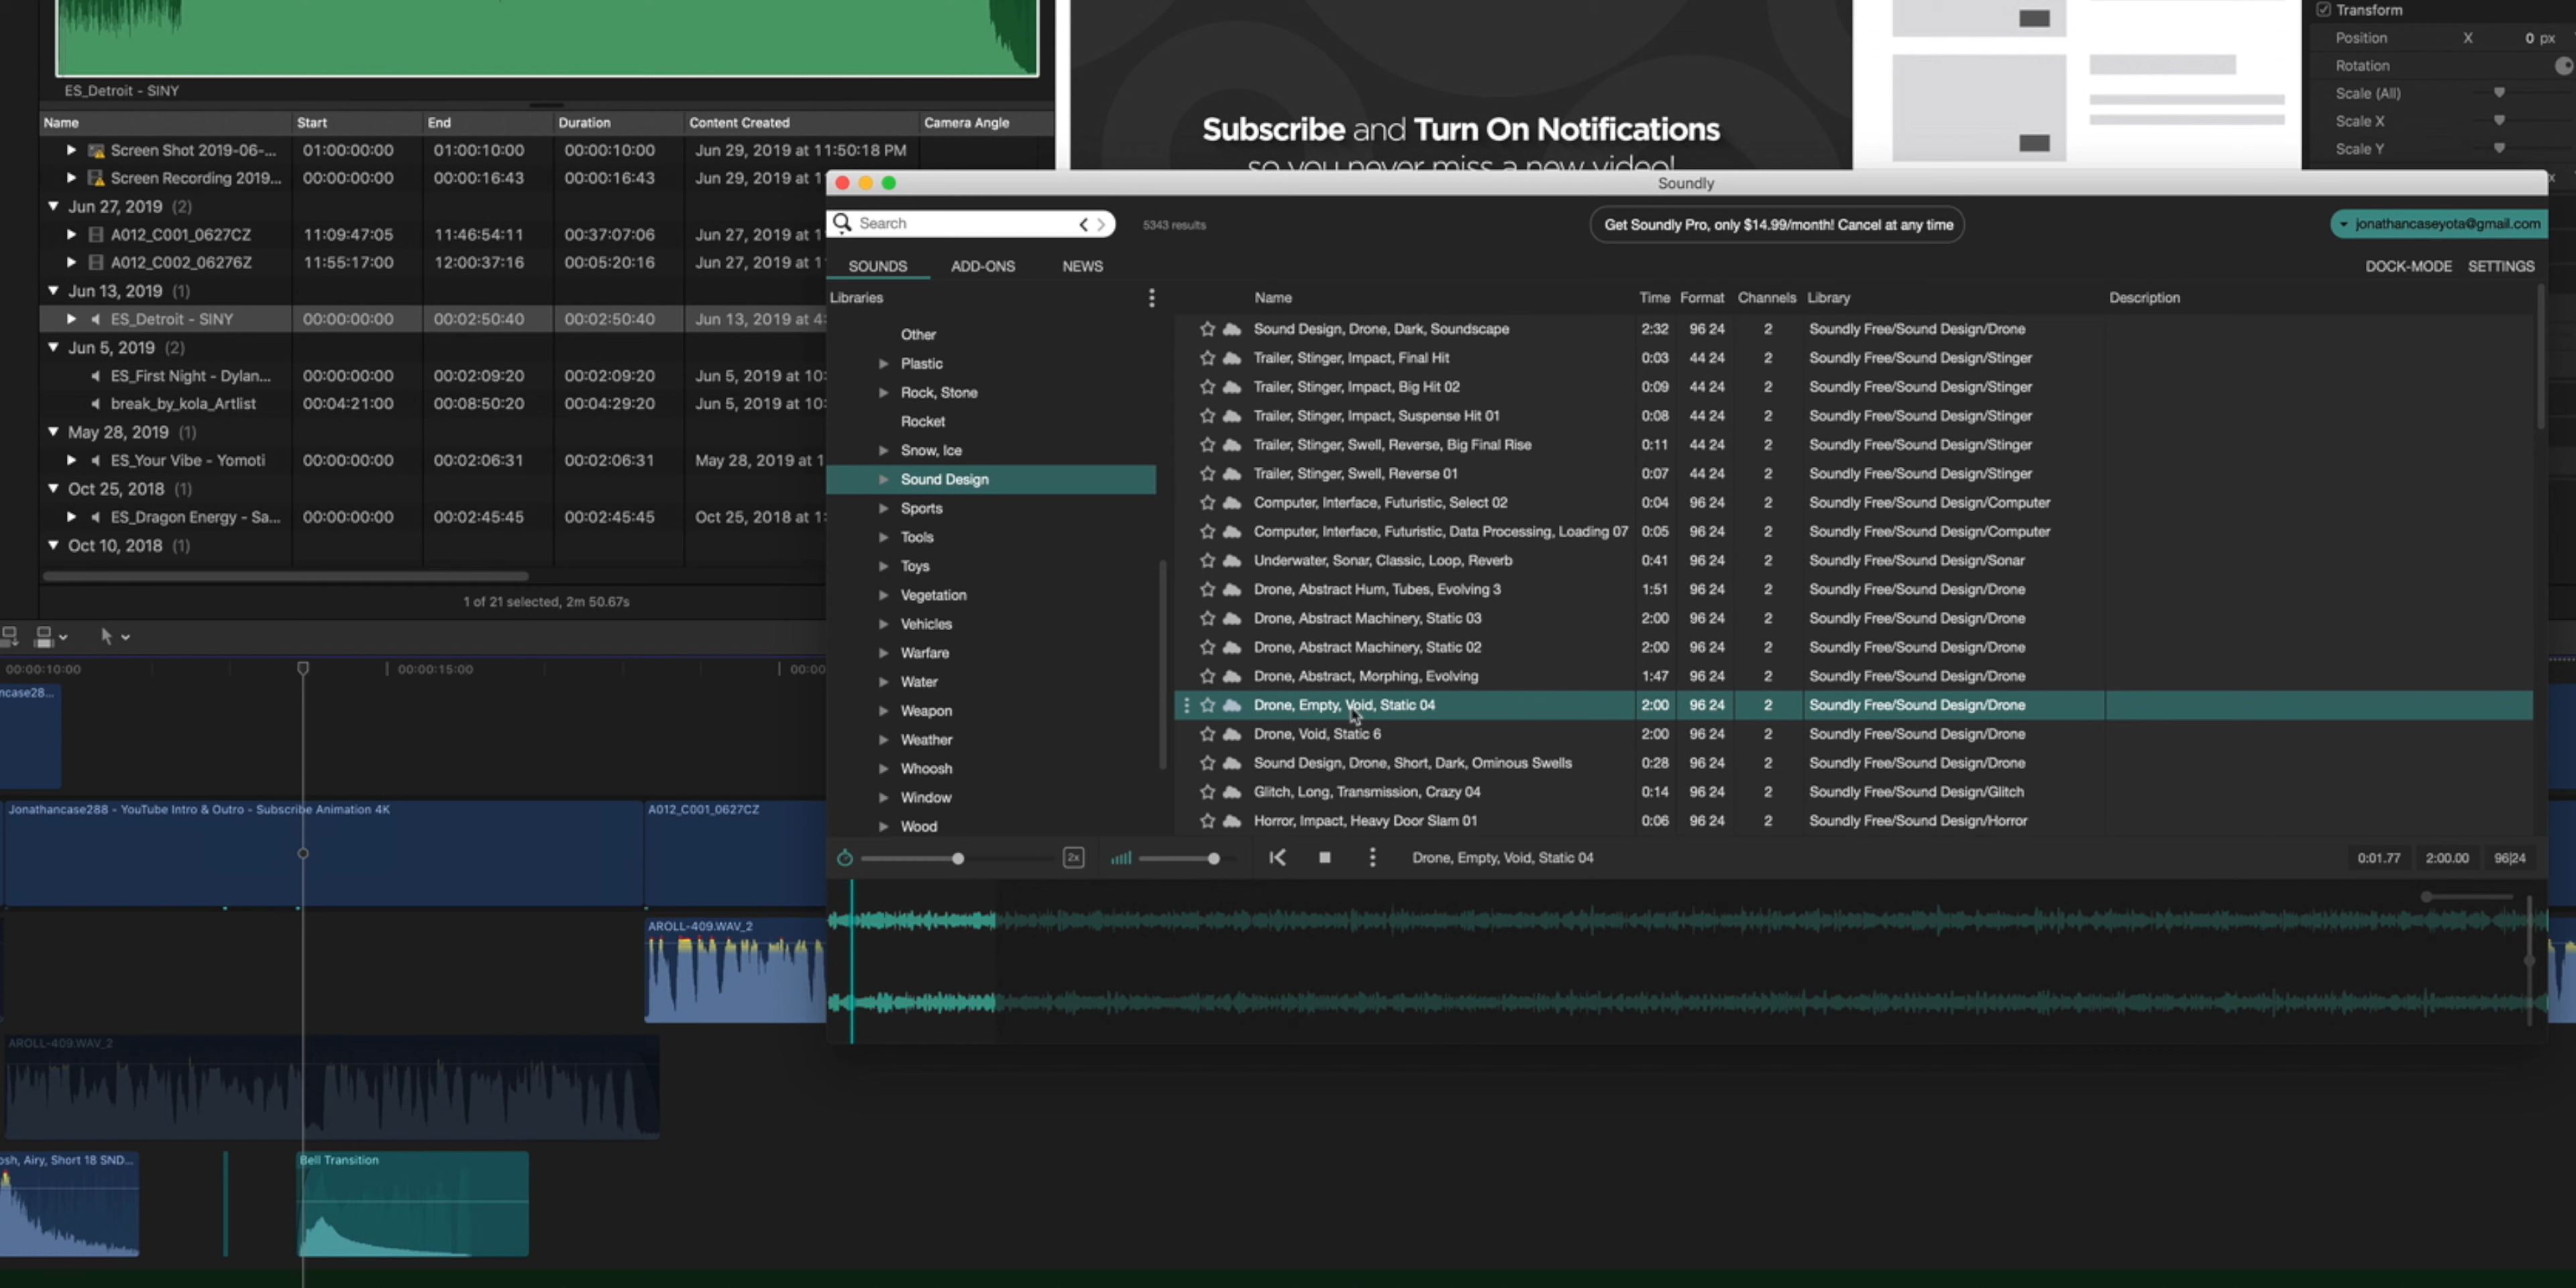 Transform
Position X 0 px
Rotation
Scale (All)
Scale X
Scale Y
ES_Detroit - SINY
Name Start End Duration Content Created Camera Angle
Screen Shot 2019-06-... 01:00:00:00 01:00:10:00 00:00:10:00 Jun 29, 2019 at 11:50:18 PM
Screen Recording 2019... 00:00:00:00 00:00:16:43 00:00:16:43 Jun 29, 2019 at 1
Jun 27, 2019 (2)
A012_C001_0627CZ 11:09:47:05 11:46:54:11 00:37:07:06 Jun 27, 2019 at 1
A012_C002_06276Z 11:55:17:00 12:00:37:16 00:05:20:16 Jun 27, 2019 at 1
Jun 13, 2019 (1)
ES_Detroit - SINY 00:00:00:00 00:02:50:40 00:02:50:40 Jun 13, 2019 at 4:
Jun 5, 2019 (2)
ES_First Night - Dylan... 00:00:00:00 00:02:09:20 00:02:09:20 Jun 5, 2019 at 10:
break_by_kola_Artlist 00:04:21:00 00:08:50:20 00:04:29:20 Jun 5, 2019 at 10:
May 28, 2019 (1)
ES_Your Vibe - Yomoti 00:00:00:00 00:02:06:31 00:02:06:31 May 28, 2019 at 1
Oct 25, 2018 (1)
ES_Dragon Energy - Sa... 00:00:00:00 00:02:45:45 00:02:45:45 Oct 25, 2018 at 1:
Oct 10, 2018 (1)
1 of 21 selected, 2m 50.67s
Subscribe and Turn On Notifications
so you never miss a new video!
Soundly
Search 5343 results Get Soundly Pro, only $14.99/month! Cancel at any time jonathancaseyota@gmail.com
SOUNDS ADD-ONS NEWS DOCK-MODE SETTINGS
Libraries
Other
Plastic
Rock, Stone
Rocket
Snow, Ice
Sound Design
Sports
Tools
Toys
Vegetation
Vehicles
Warfare
Water
Weapon
Weather
Whoosh
Window
Wood
Name Time Format Channels Library Description
Sound Design, Drone, Dark, Soundscape 2:32 96 24 2 Soundly Free/Sound Design/Drone
Trailer, Stinger, Impact, Final Hit 0:03 44 24 2 Soundly Free/Sound Design/Stinger
Trailer, Stinger, Impact, Big Hit 02 0:09 44 24 2 Soundly Free/Sound Design/Stinger
Trailer, Stinger, Impact, Suspense Hit 01 0:08 44 24 2 Soundly Free/Sound Design/Stinger
Trailer, Stinger, Swell, Reverse, Big Final Rise 0:11 44 24 2 Soundly Free/Sound Design/Stinger
Trailer, Stinger, Swell, Reverse 01 0:07 44 24 2 Soundly Free/Sound Design/Stinger
Computer, Interface, Futuristic, Select 02 0:04 96 24 2 Soundly Free/Sound Design/Computer
Computer, Interface, Futuristic, Data Processing, Loading 07 0:05 96 24 2 Soundly Free/Sound Design/Computer
Underwater, Sonar, Classic, Loop, Reverb 0:41 96 24 2 Soundly Free/Sound Design/Sonar
Drone, Abstract Hum, Tubes, Evolving 3 1:51 96 24 2 Soundly Free/Sound Design/Drone
Drone, Abstract Machinery, Static 03 2:00 96 24 2 Soundly Free/Sound Design/Drone
Drone, Abstract Machinery, Static 02 2:00 96 24 2 Soundly Free/Sound Design/Drone
Drone, Abstract, Morphing, Evolving 1:47 96 24 2 Soundly Free/Sound Design/Drone
Drone, Empty, Void, Static 04 2:00 96 24 2 Soundly Free/Sound Design/Drone
Drone, Void, Static 6 2:00 96 24 2 Soundly Free/Sound Design/Drone
Sound Design, Drone, Short, Dark, Ominous Swells 0:28 96 24 2 Soundly Free/Sound Design/Drone
Glitch, Long, Transmission, Crazy 04 0:14 96 24 2 Soundly Free/Sound Design/Glitch
Horror, Impact, Heavy Door Slam 01 0:06 96 24 2 Soundly Free/Sound Design/Horror
2x Drone, Empty, Void, Static 04 0:01.77 2:00.00 96|24
00:00:10:00 00:00:15:00 00:00
ncase28...
Jonathancase288 - YouTube Intro & Outro - Subscribe Animation 4K A012_C001_0627CZ
AROLL-409.WAV_2
AROLL-409.WAV_2
osh, Airy, Short 18 SND... Bell Transition